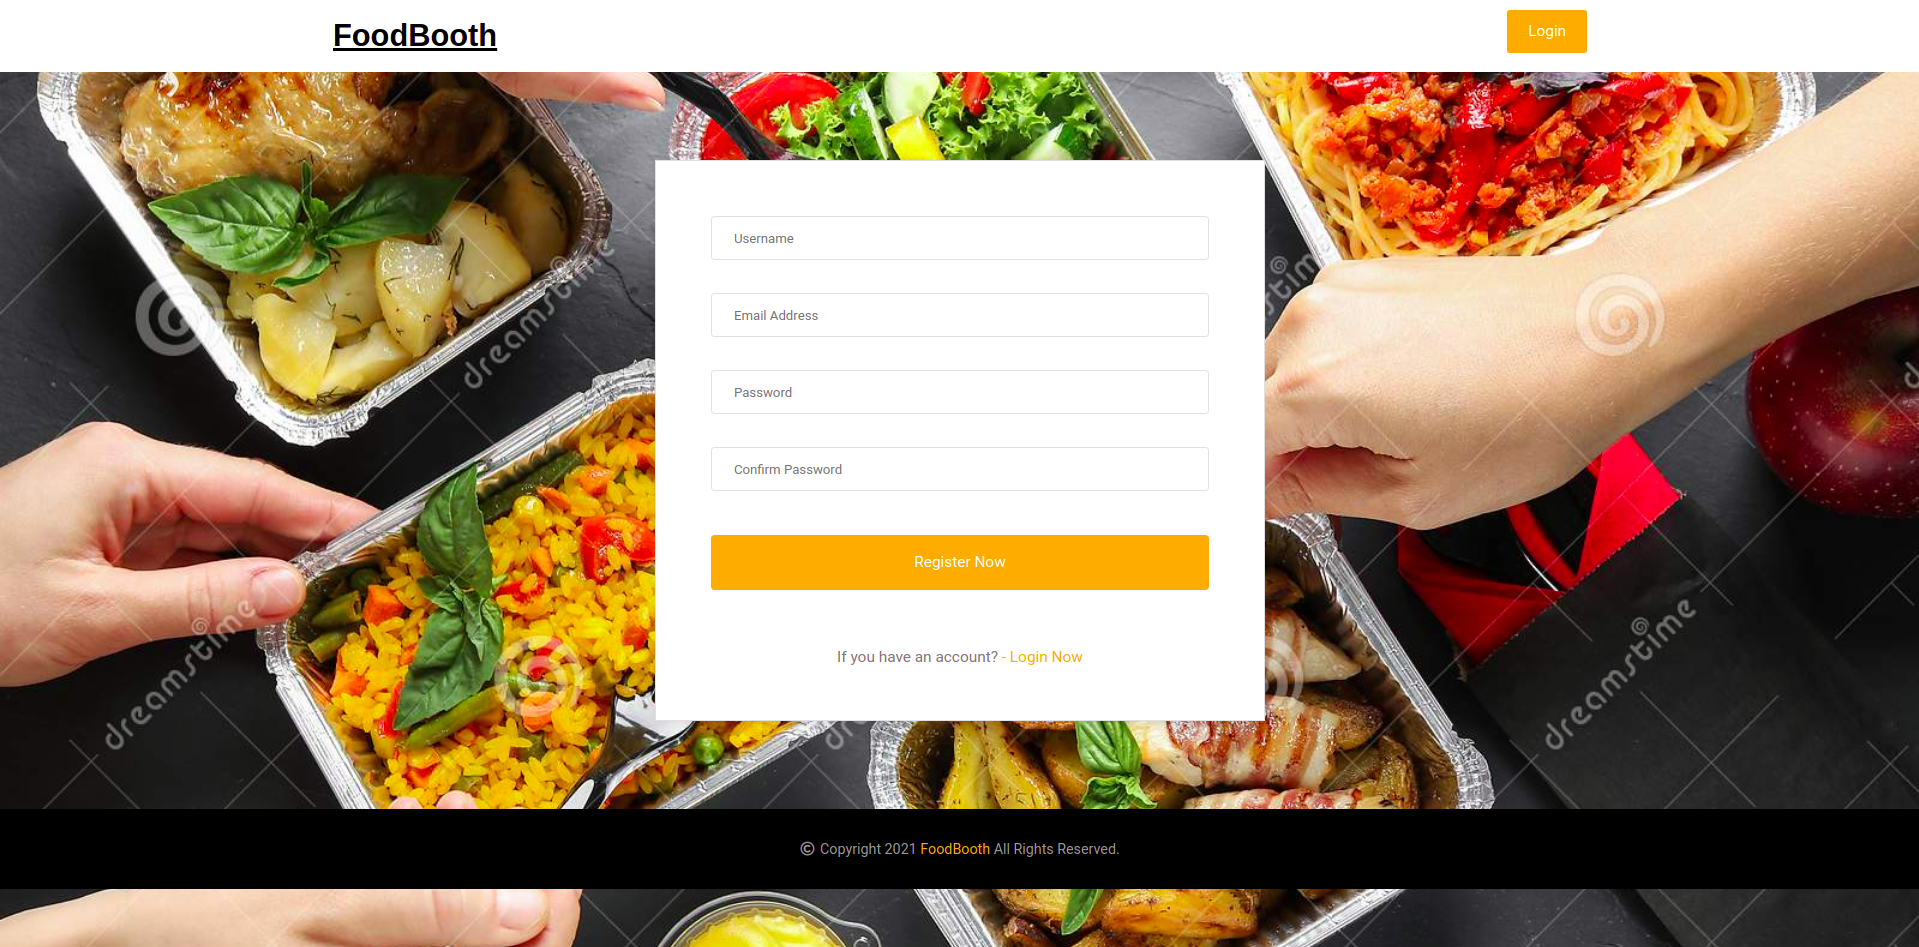 FoodBooth
Login
dreamstime
dreamstime
Username
Email Address
Password
Confirm Password
Register Now
If you have an account? - Login Now
dreamstime
dreamstime
© Copyright 2021 FoodBooth All Rights Reserved.